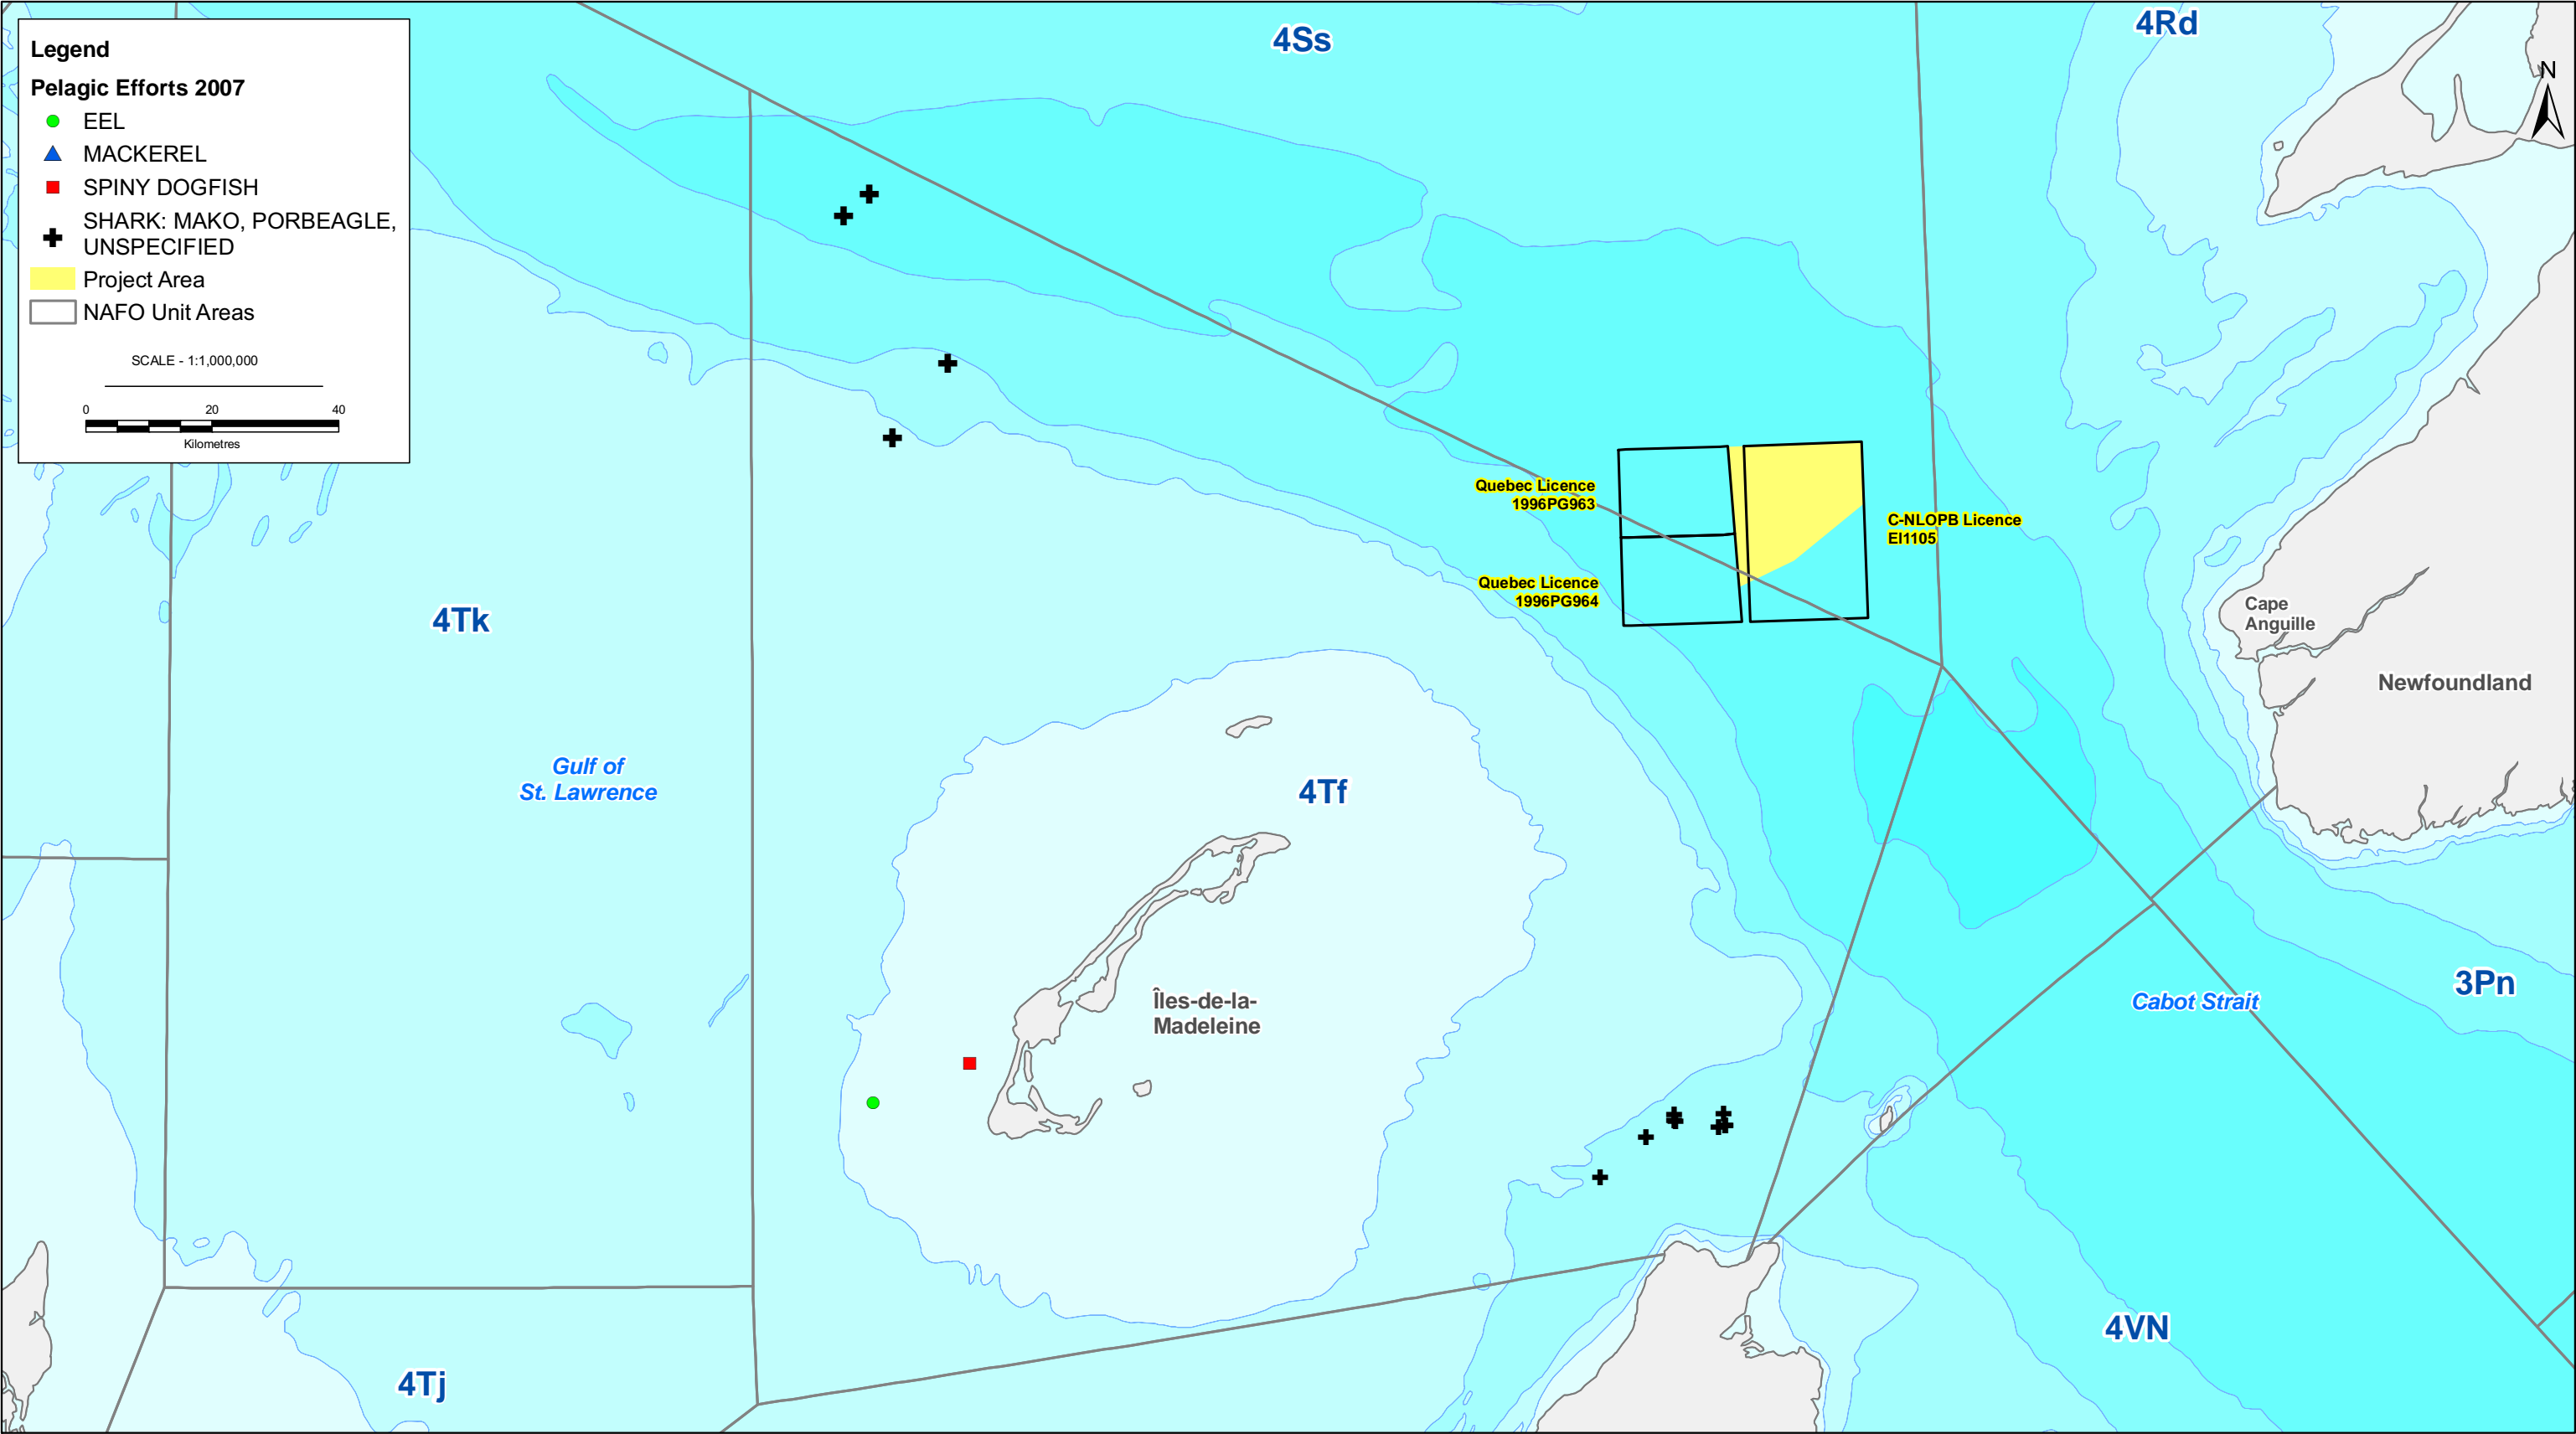 Legend
Pelagic Efforts 2007
EEL
MACKEREL
SPINY DOGFISH
SHARK: MAKO, PORBEAGLE,
UNSPECIFIED
Project Area
NAFO Unit Areas
SCALE - 1:1,000,000
0 20 40
Kilometres
4Ss
4Rd
N
Quebec Licence
1996PG963
C-NLOPB Licence
EI1105
Quebec Licence
1996PG964
Cape
Anguille
4Tk
Newfoundland
Gulf of
St. Lawrence
4Tf
Îles-de-la-
Madeleine
Cabot Strait
3Pn
4VN
4Tj